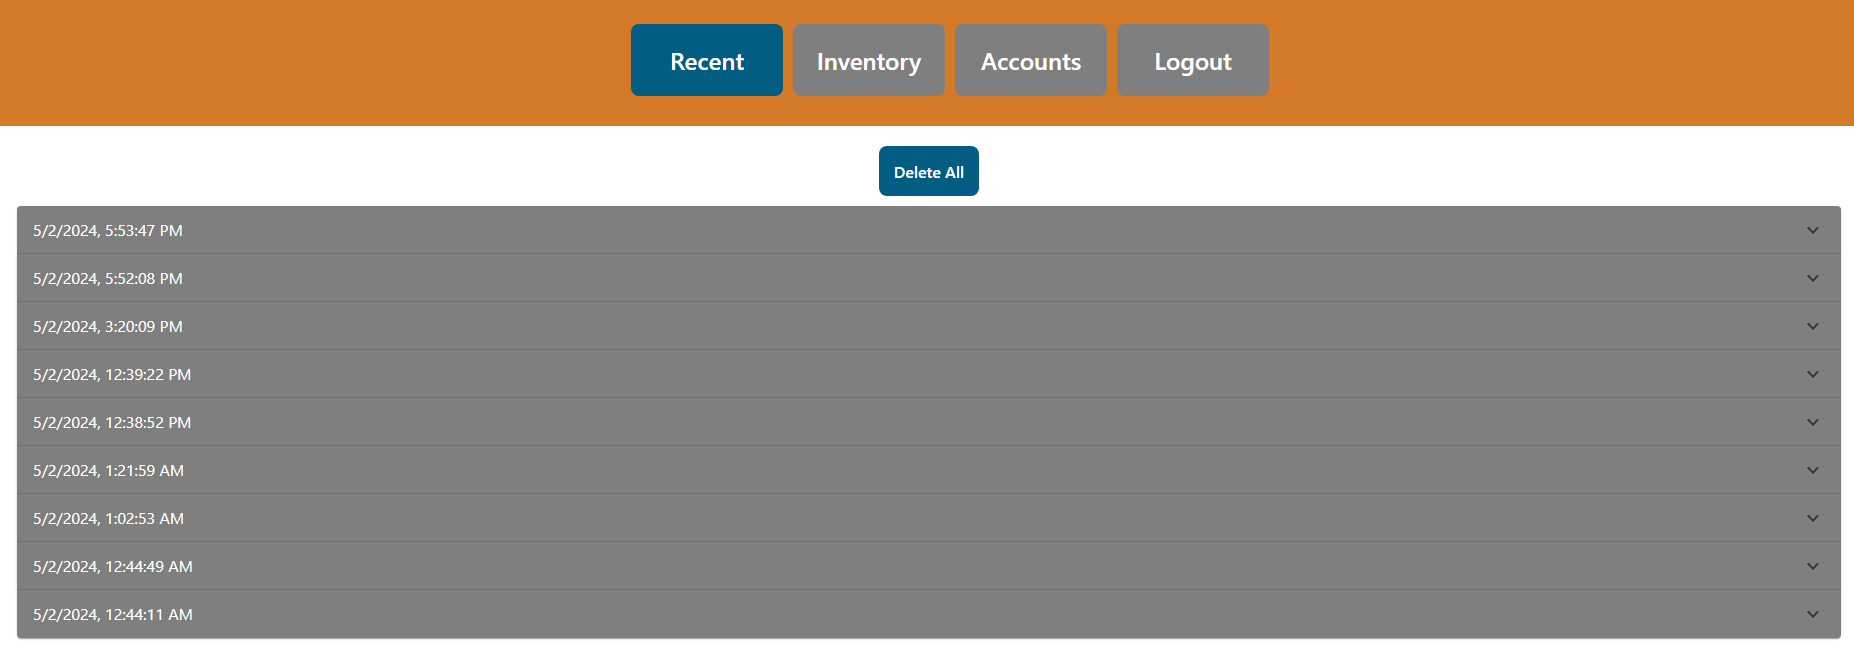 Recent Inventory Accounts Logout
Delete All
5/2/2024, 5:53:47 PM
5/2/2024, 5:52:08 PM
5/2/2024, 3:20:09 PM
5/2/2024, 12:39:22 PM
5/2/2024, 12:38:52 PM
5/2/2024, 1:21:59 AM
5/2/2024, 1:02:53 AM
5/2/2024, 12:44:49 AM
5/2/2024, 12:44:11 AM